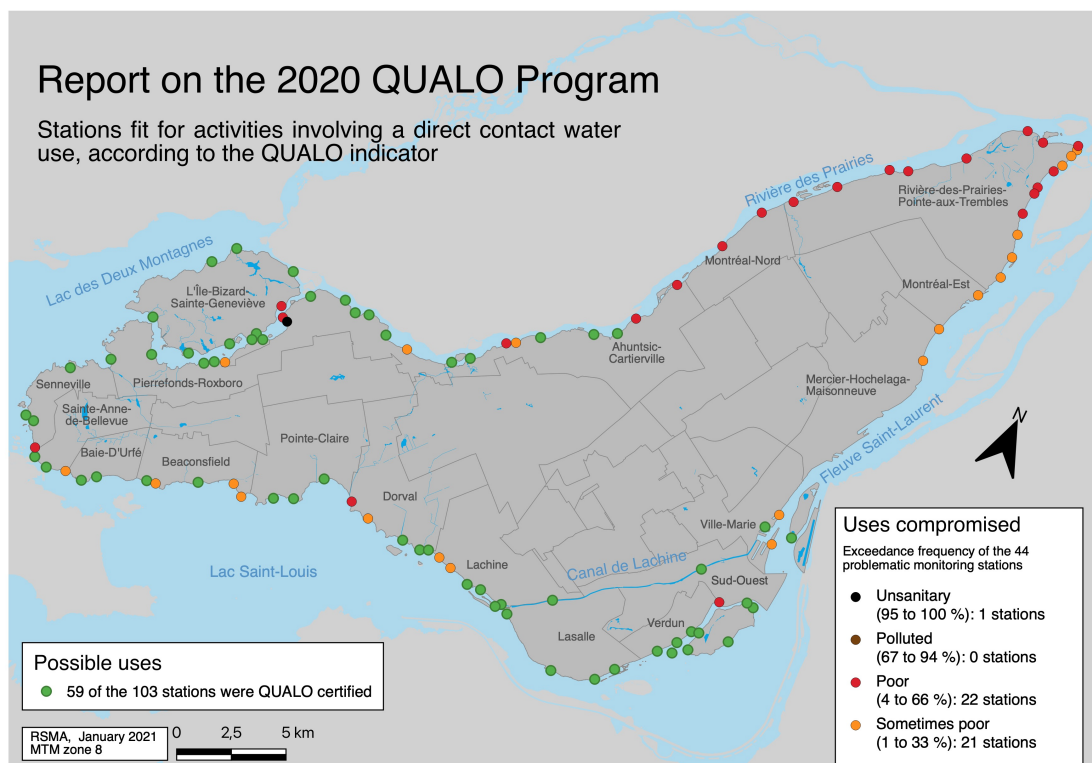 Report on the 2020 QUALO Program
Stations fit for activities involving a direct contact water
use, according to the QUALO indicator
Rivière des Prairies
Rivière-des-Prairies-
Pointe-aux-Trembles
Lac des Deux Montagnes
Montréal-Nord
L'Île-Bizard-
Sainte-Geneviève
Montréal-Est
Ahuntsic-
Cartierville
Senneville
Pierrefonds-Roxboro
Mercier-Hochelaga-
Maisonneuve
Sainte-Anne-
de-Bellevue
Pointe-Claire
Baie-D'Urfé
Beaconsfield
Fleuve Saint-Laurent
N
Dorval
Ville-Marie
Lachine
Canal de Lachine
Lac Saint-Louis
Sud-Ouest
Verdun
Lasalle
Uses compromised
Exceedance frequency of the 44
problematic monitoring stations
Unsanitary
(95 to 100 %): 1 stations
Polluted
(67 to 94 %): 0 stations
Poor
(4 to 66 %): 22 stations
Sometimes poor
(1 to 33 %): 21 stations
Possible uses
59 of the 103 stations were QUALO certified
RSMA, January 2021
MTM zone 8
0 2,5 5 km